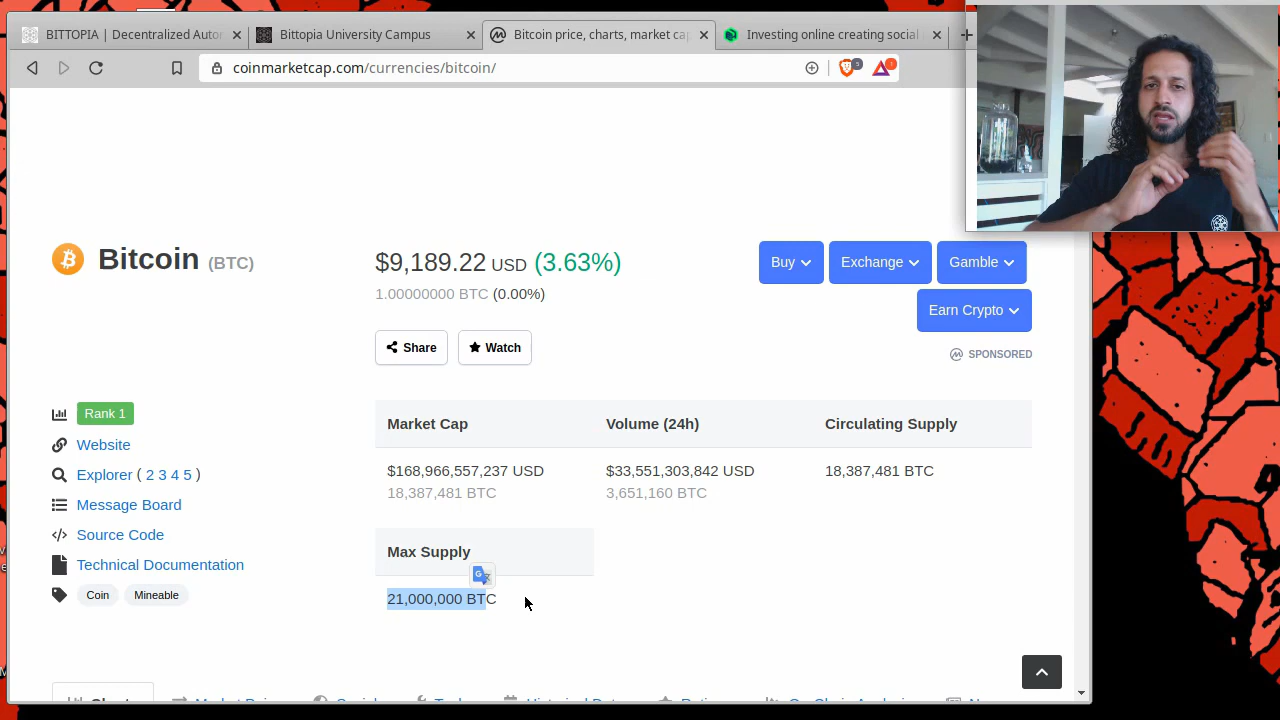 BITTOPIA | Decentralized Autor
Bittopia University Campus
Bitcoin price, charts, market cap
Investing online creating social
coinmarketcap.com/currencies/bitcoin/
Bitcoin (BTC)
$9,189.22 USD (3.63%)
1.00000000 BTC (0.00%)
Buy
Exchange
Gamble
Earn Crypto
Share
Watch
SPONSORED
Rank 1
Website
Explorer ( 2 3 4 5 )
Message Board
Source Code
Technical Documentation
Coin
Mineable
Market Cap
Volume (24h)
Circulating Supply
$168,966,557,237 USD
$33,551,303,842 USD
18,387,481 BTC
18,387,481 BTC
3,651,160 BTC
Max Supply
21,000,000 BTC